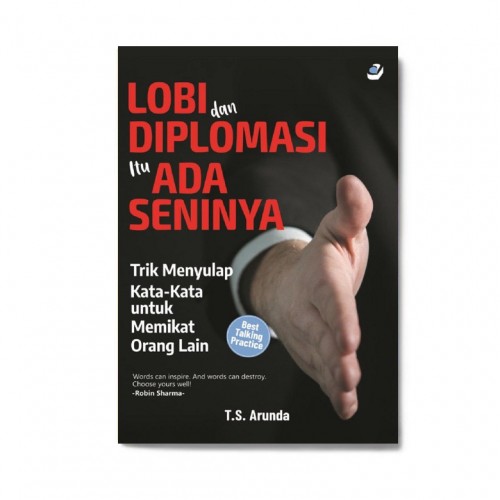 LOBI dan
DIPLOMASI
Itu ADA
SENINYA
Trik Menyulap
Kata-Kata
untuk
Memikat
Orang Lain
Best
Talking
Practice
Words can inspire. And words can destroy.
Choose yours well!
-Robin Sharma-
T.S. Arunda